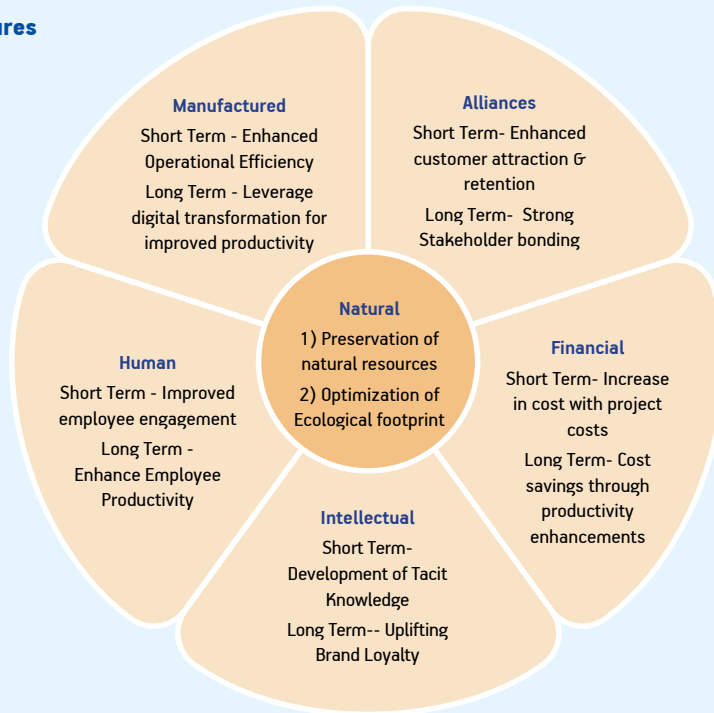 Manufactured
Short Term - Enhanced
Operational Efficiency
Long Term - Leverage
digital transformation for
improved productivity
Alliances
Short Term- Enhanced
customer attraction &
retention
Long Term- Strong
Stakeholder bonding
Natural
1) Preservation of
natural resources
2) Optimization of
Ecological footprint
Human
Short Term - Improved
employee engagement
Long Term -
Enhance Employee
Productivity
Financial
Short Term- Increase
in cost with project
costs
Long Term- Cost
savings through
productivity
enhancements
Intellectual
Short Term-
Development of Tacit
Knowledge
Long Term-- Uplifting
Brand Loyalty